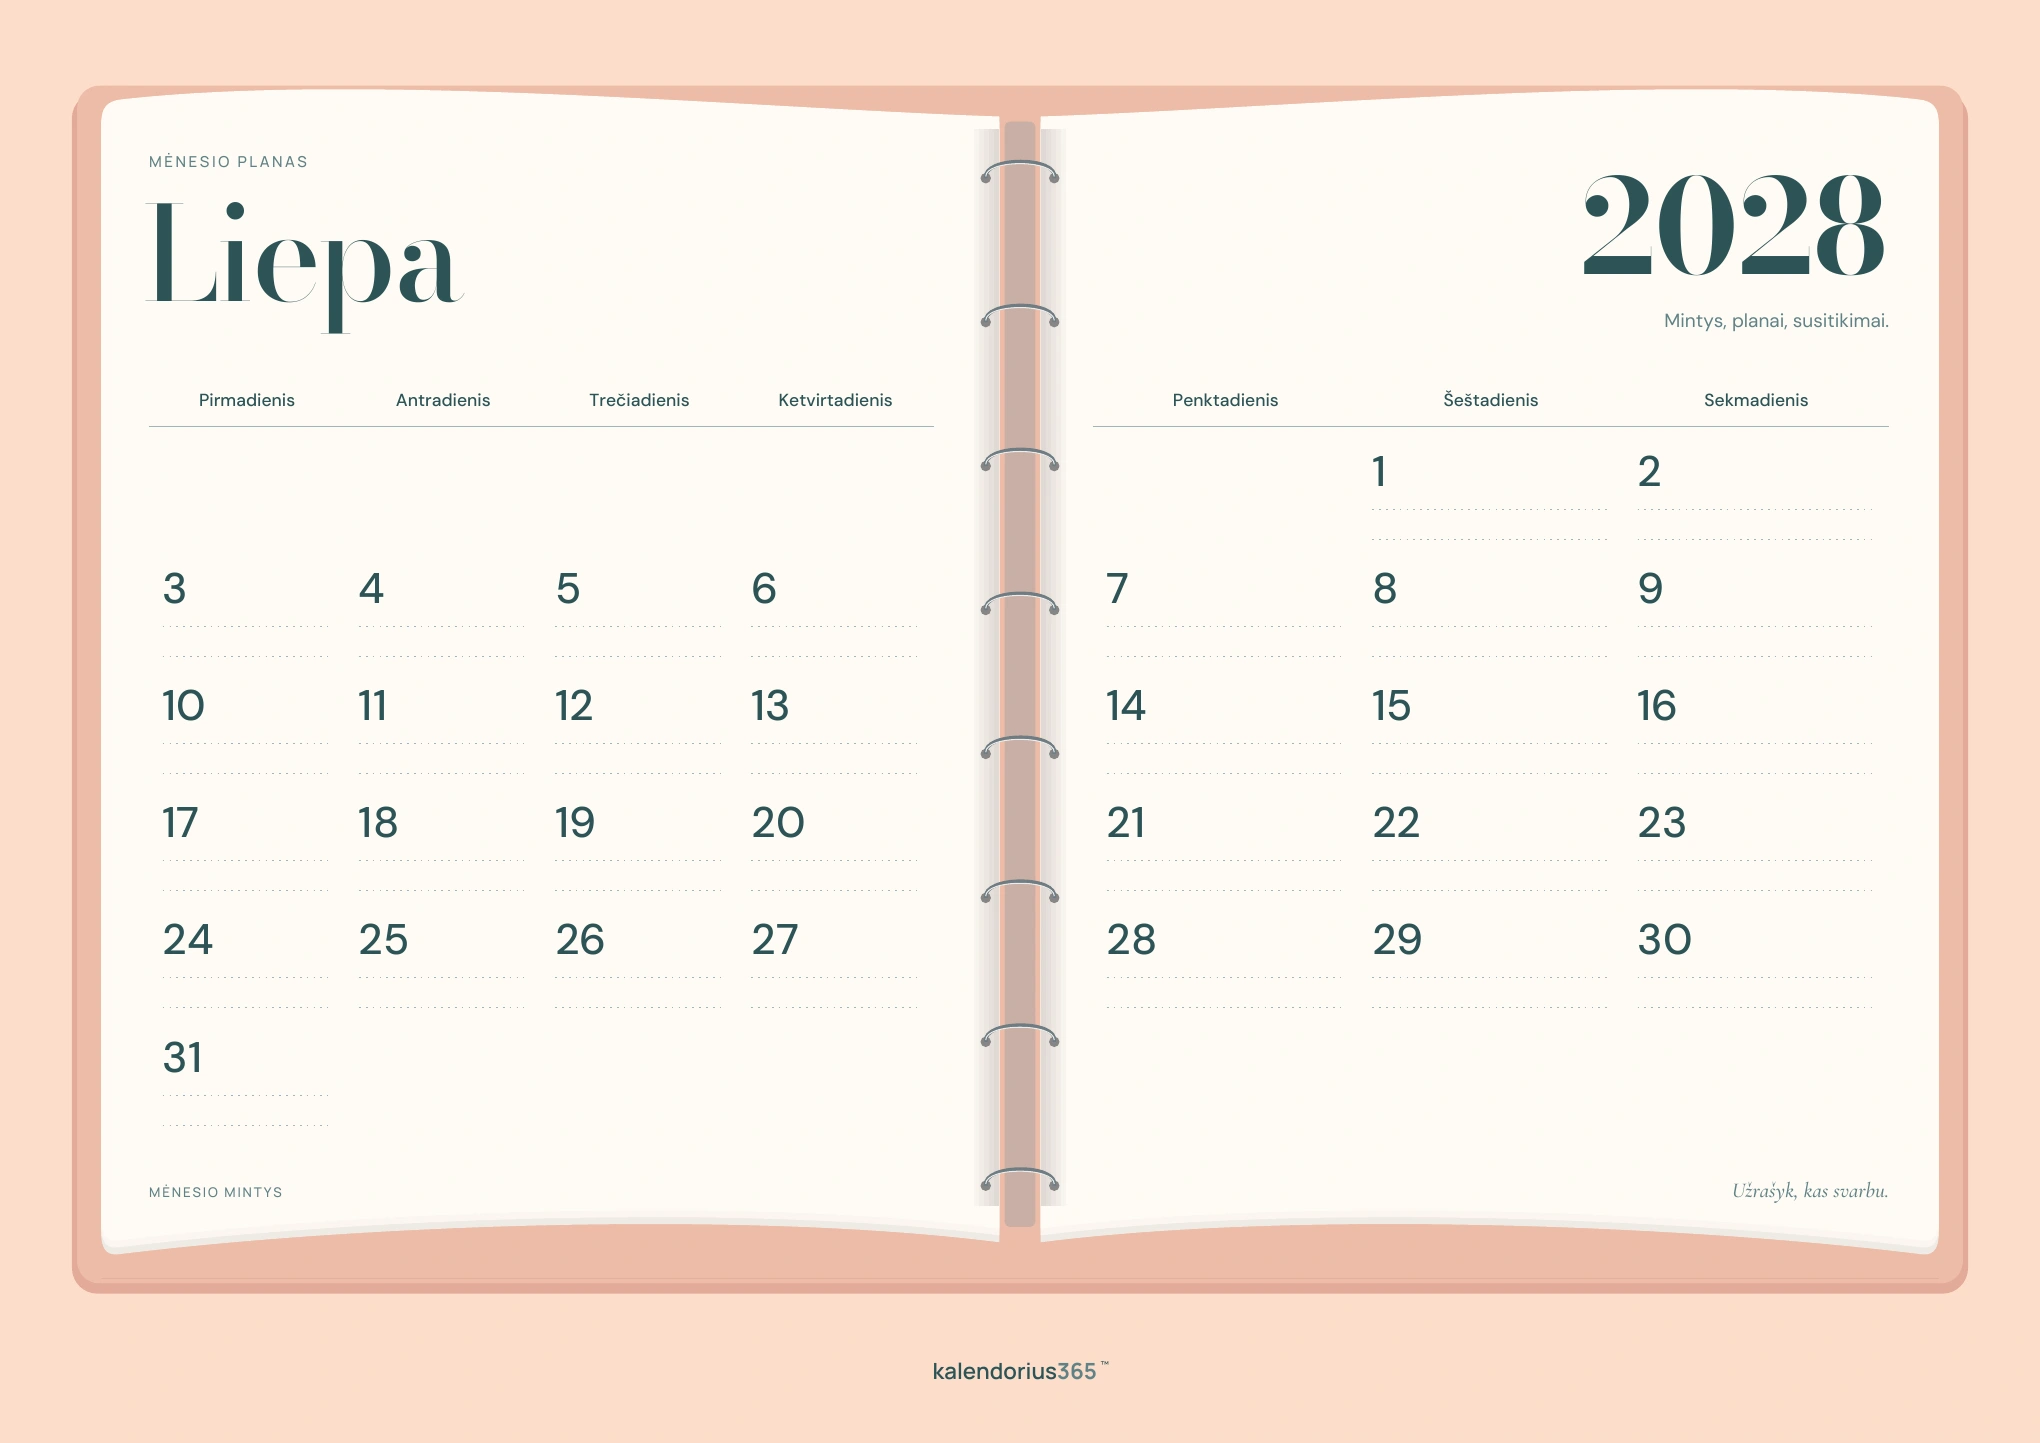 MĖNESIO PLANAS
Liepa
2028
Mintys, planai, susitikimai.
Pirmadienis Antradienis Trečiadienis Ketvirtadienis Penktadienis Šeštadienis Sekmadienis
1 2
3 4 5 6 7 8 9
10 11 12 13 14 15 16
17 18 19 20 21 22 23
24 25 26 27 28 29 30
31
MĖNESIO MINTYS
Užrašyk, kas svarbu.
kalendorius365™